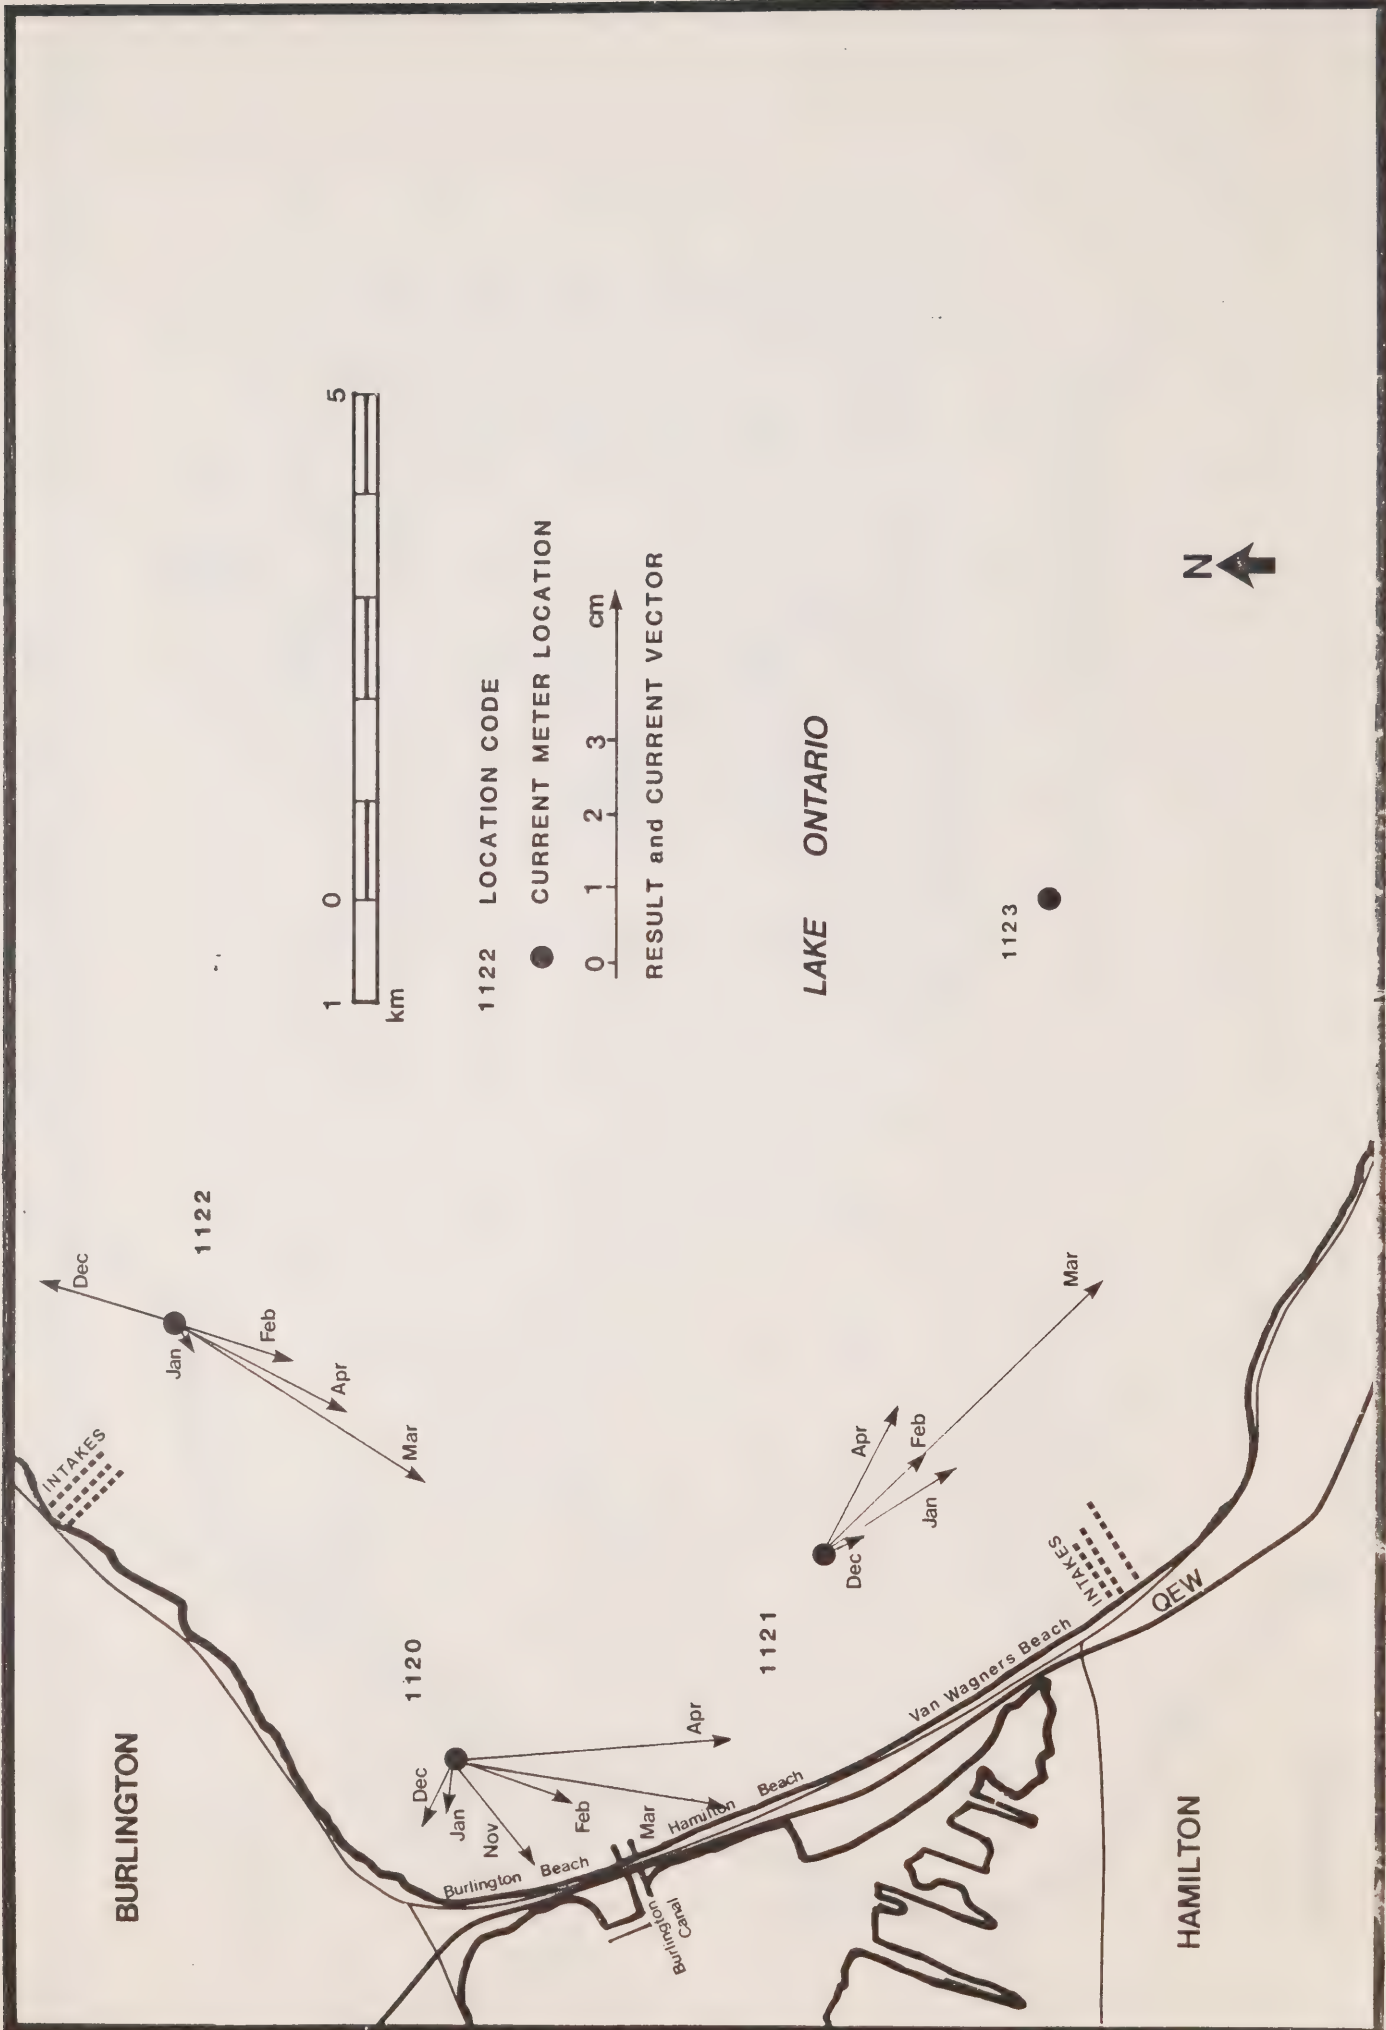 BURLINGTON
INTAKES
Dec
Jan
Feb
Apr
Mar
1122
1 0 5
km
1122 LOCATION CODE
CURRENT METER LOCATION
0 1 2 3 cm
RESULT and CURRENT VECTOR
1120
Dec
Jan
Nov
Feb
Mar
Apr
Burlington Beach
Hamilton Beach
Burlington
Canal
1121
Dec
Jan
Feb
Apr
Mar
Van Wagners Beach
INTAKES
QEW
LAKE ONTARIO
1123
HAMILTON
N